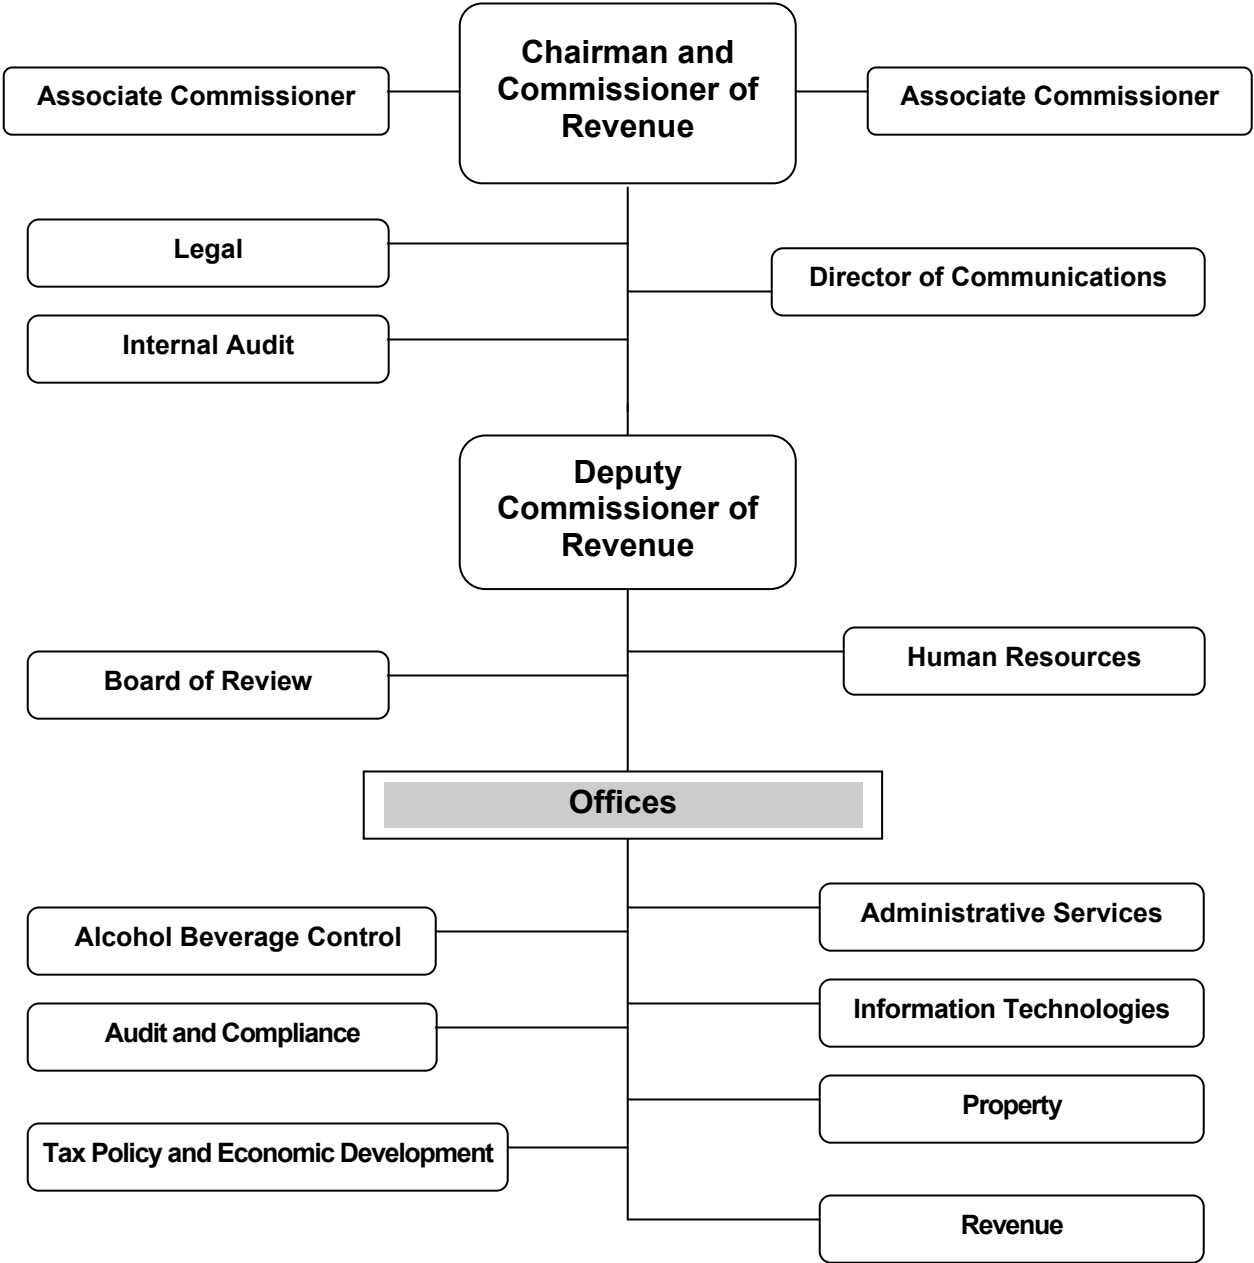 Chairman and
Commissioner of
Revenue
Associate Commissioner
Associate Commissioner
Legal
Director of Communications
Internal Audit
Deputy
Commissioner of
Revenue
Human Resources
Board of Review
Offices
Administrative Services
Alcohol Beverage Control
Information Technologies
Audit and Compliance
Property
Tax Policy and Economic Development
Revenue